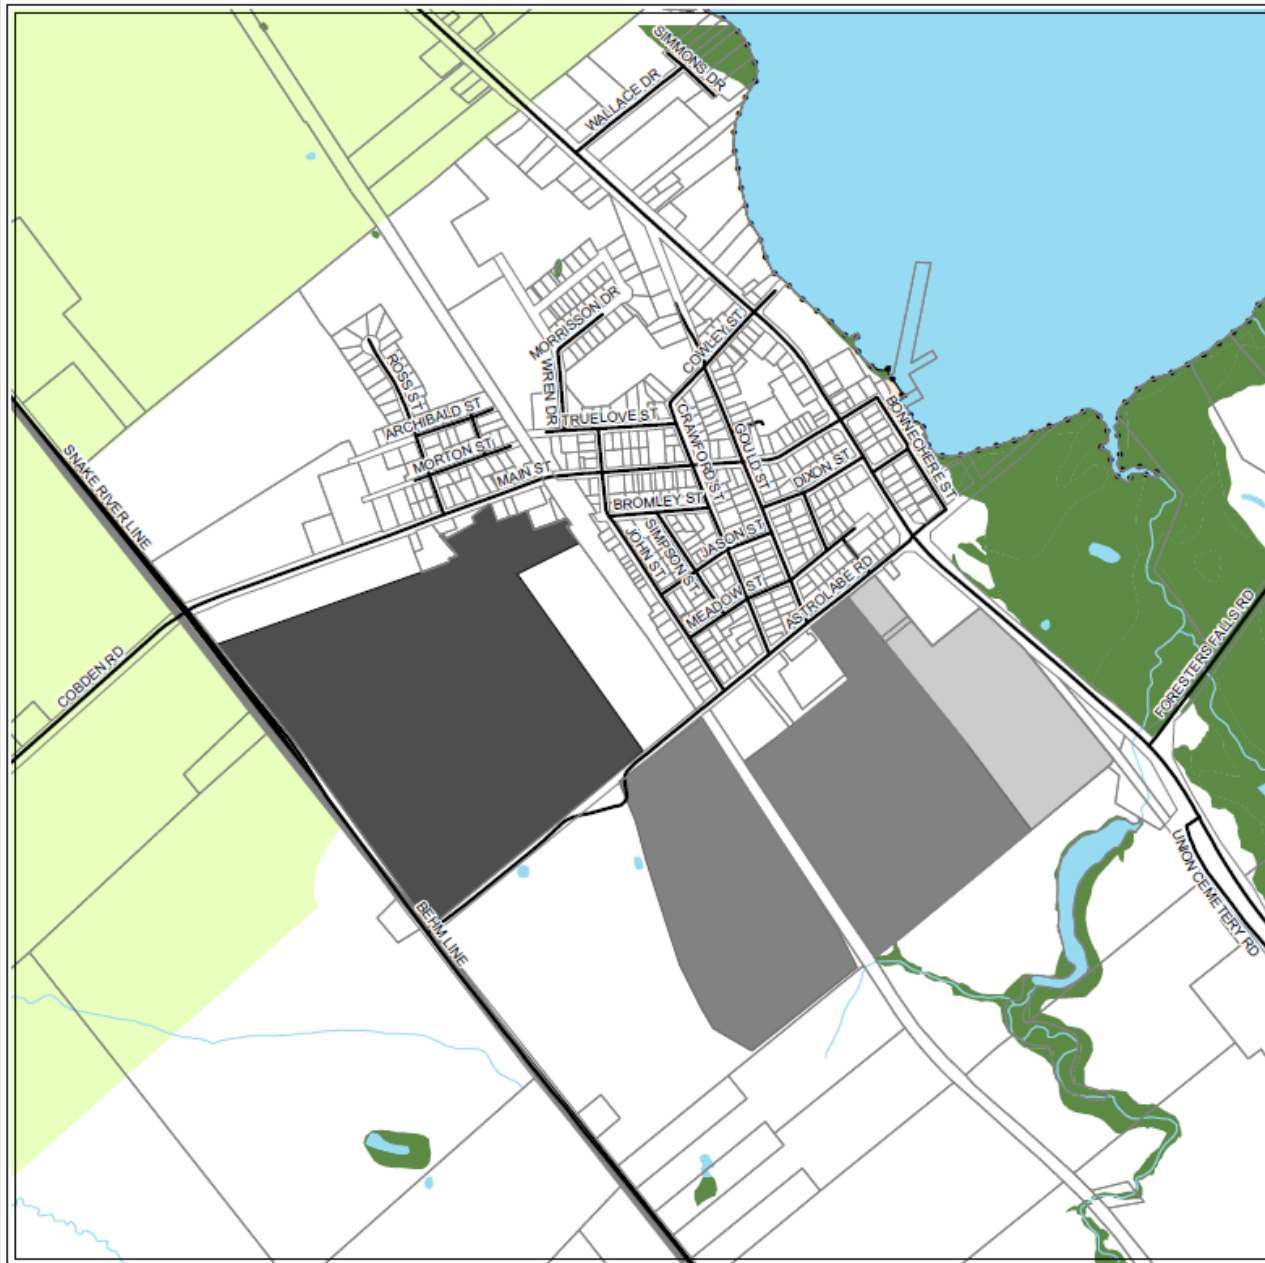 SIMMONS DR
WALLACE DR
MORRISSON DR
COWLEY ST
ROSS ST
WREN DR
ARCHIBALD ST
TRUELOVE ST
CRAWFORD ST
GOULD ST
BONNECHERE ST
MORTON ST
MAIN ST
DIXON ST
SNAKE RIVER LINE
BROMLEY ST
JOHN ST
SIMPSON ST
JASON ST
MEADOW ST
ASTROLABE RD
COBDEN RD
FORESTERS FALLS RD
UNION CEMETERY RD
BEHM LINE